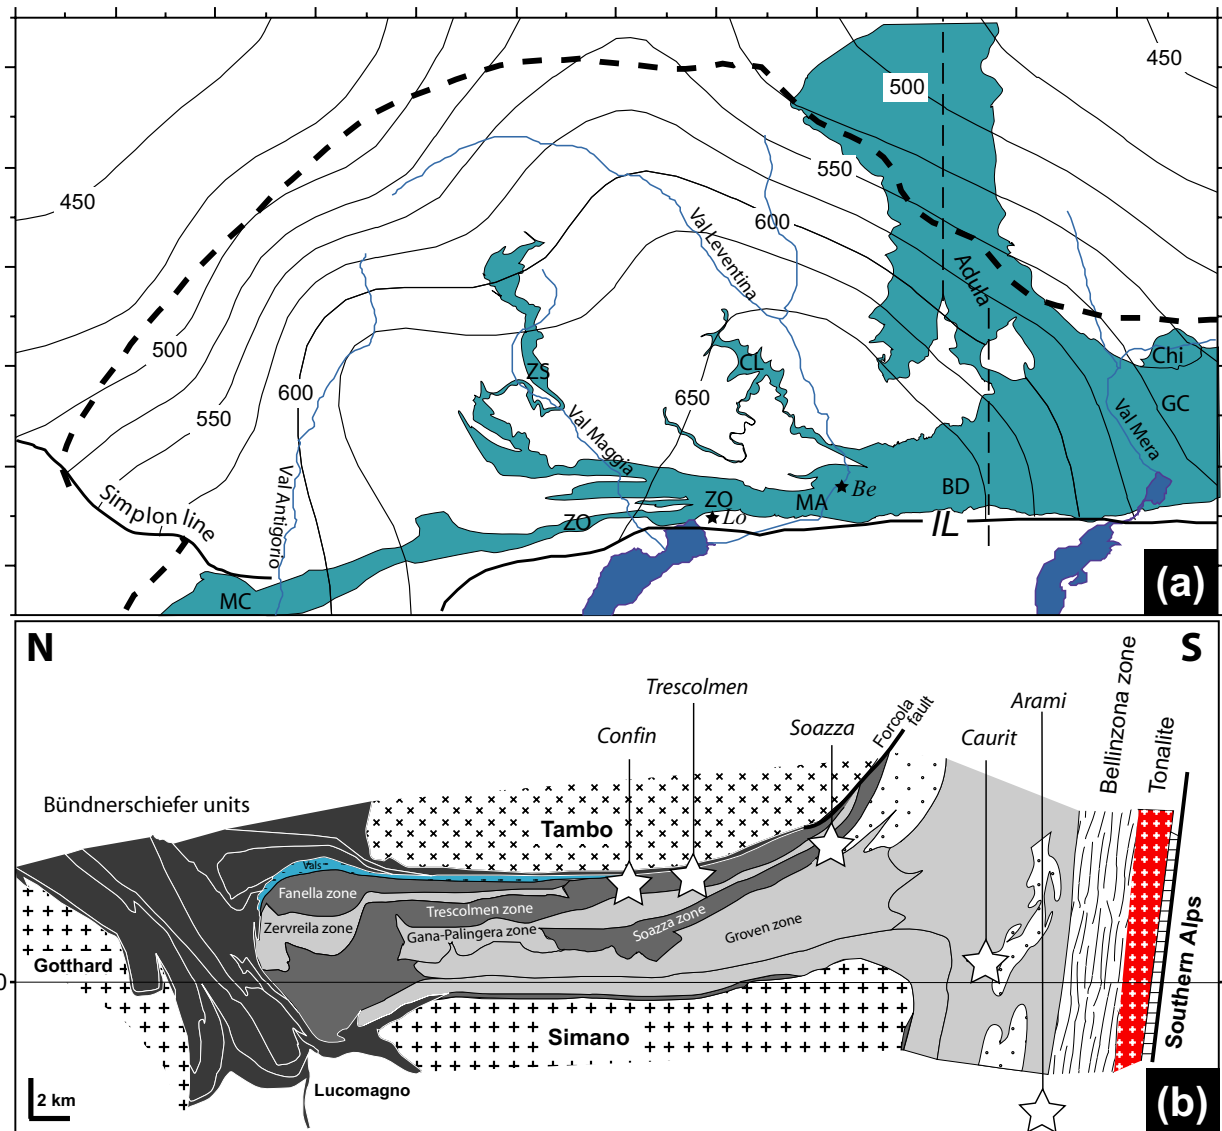 450
500
450
550
600
Val Leventina
Adula
500
550
600
650
ZS
CL
Chi
GC
Val Mera
Val Maggia
Val Antigorio
Simplon line
ZO
ZO
MA
Be
BD
Lo
IL
MC
(a)
N
S
Trescolmen
Confin
Soazza
Forcola
fault
Caurit
Arami
Bellinzona zone
Tonalite
Bündnerschiefer units
Tambo
Vals
Fanella zone
Trescolmen zone
Zervreila zone
Gana-Palingera zone
Soazza zone
Groven zone
Gotthard
0
Simano
Southern Alps
Lucomagno
2 km
(b)